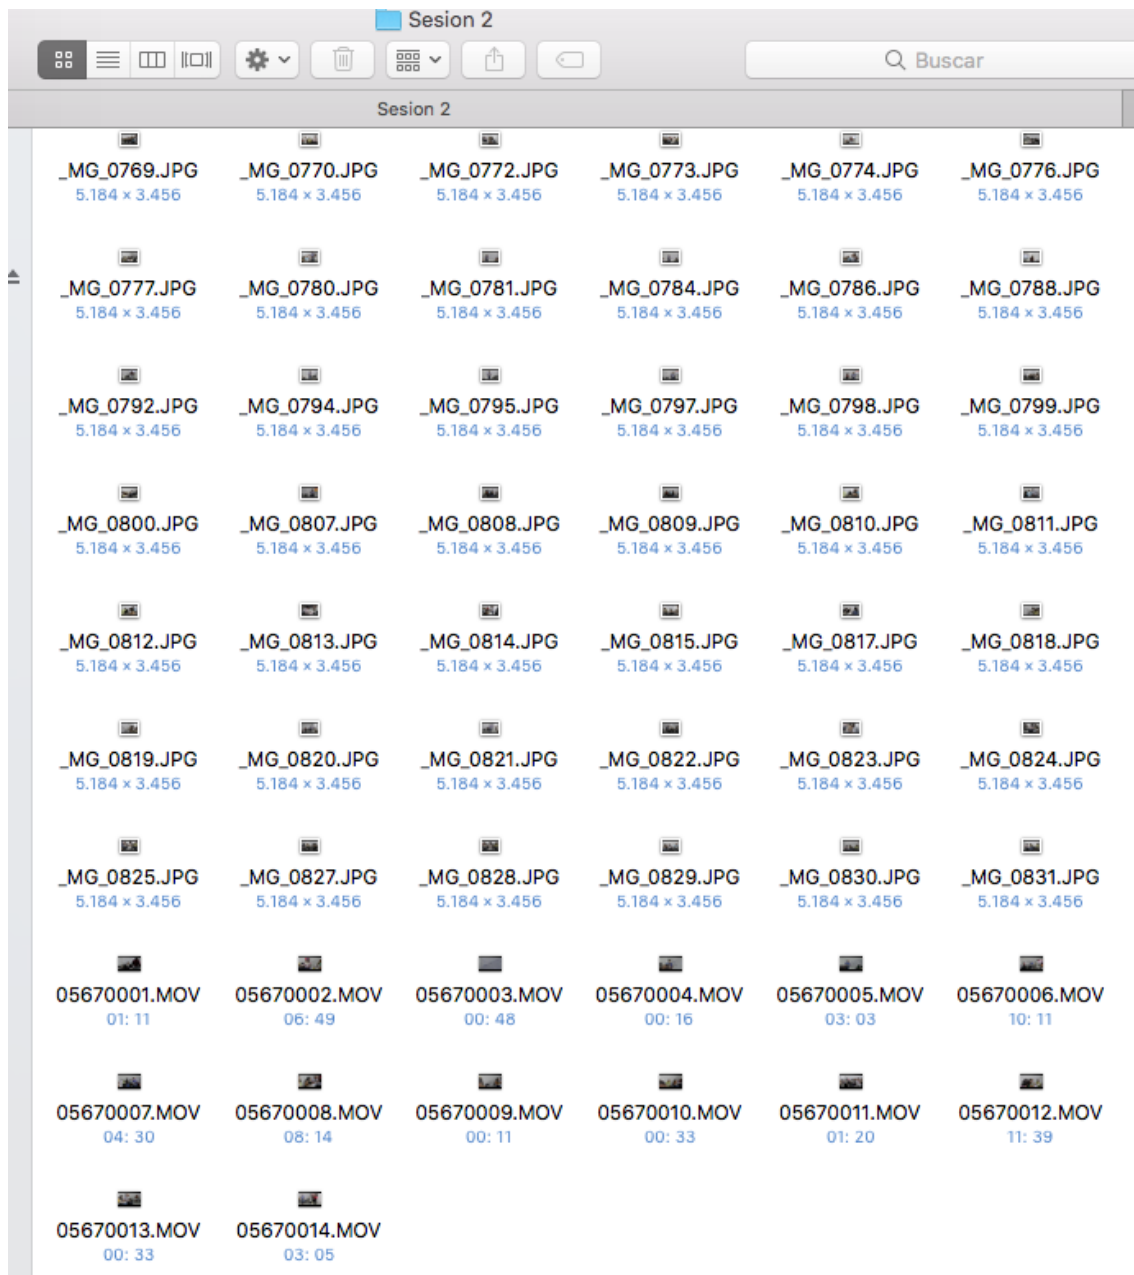 Sesion 2
Buscar
Sesion 2
_MG_0769.JPG _MG_0770.JPG _MG_0772.JPG _MG_0773.JPG _MG_0774.JPG _MG_0776.JPG
5.184 × 3.456 5.184 × 3.456 5.184 × 3.456 5.184 × 3.456 5.184 × 3.456 5.184 × 3.456
_MG_0777.JPG _MG_0780.JPG _MG_0781.JPG _MG_0784.JPG _MG_0786.JPG _MG_0788.JPG
5.184 × 3.456 5.184 × 3.456 5.184 × 3.456 5.184 × 3.456 5.184 × 3.456 5.184 × 3.456
_MG_0792.JPG _MG_0794.JPG _MG_0795.JPG _MG_0797.JPG _MG_0798.JPG _MG_0799.JPG
5.184 × 3.456 5.184 × 3.456 5.184 × 3.456 5.184 × 3.456 5.184 × 3.456 5.184 × 3.456
_MG_0800.JPG _MG_0807.JPG _MG_0808.JPG _MG_0809.JPG _MG_0810.JPG _MG_0811.JPG
5.184 × 3.456 5.184 × 3.456 5.184 × 3.456 5.184 × 3.456 5.184 × 3.456 5.184 × 3.456
_MG_0812.JPG _MG_0813.JPG _MG_0814.JPG _MG_0815.JPG _MG_0817.JPG _MG_0818.JPG
5.184 × 3.456 5.184 × 3.456 5.184 × 3.456 5.184 × 3.456 5.184 × 3.456 5.184 × 3.456
_MG_0819.JPG _MG_0820.JPG _MG_0821.JPG _MG_0822.JPG _MG_0823.JPG _MG_0824.JPG
5.184 × 3.456 5.184 × 3.456 5.184 × 3.456 5.184 × 3.456 5.184 × 3.456 5.184 × 3.456
_MG_0825.JPG _MG_0827.JPG _MG_0828.JPG _MG_0829.JPG _MG_0830.JPG _MG_0831.JPG
5.184 × 3.456 5.184 × 3.456 5.184 × 3.456 5.184 × 3.456 5.184 × 3.456 5.184 × 3.456
05670001.MOV 05670002.MOV 05670003.MOV 05670004.MOV 05670005.MOV 05670006.MOV
01: 11 06: 49 00: 48 00: 16 03: 03 10: 11
05670007.MOV 05670008.MOV 05670009.MOV 05670010.MOV 05670011.MOV 05670012.MOV
04: 30 08: 14 00: 11 00: 33 01: 20 11: 39
05670013.MOV 05670014.MOV
00: 33 03: 05